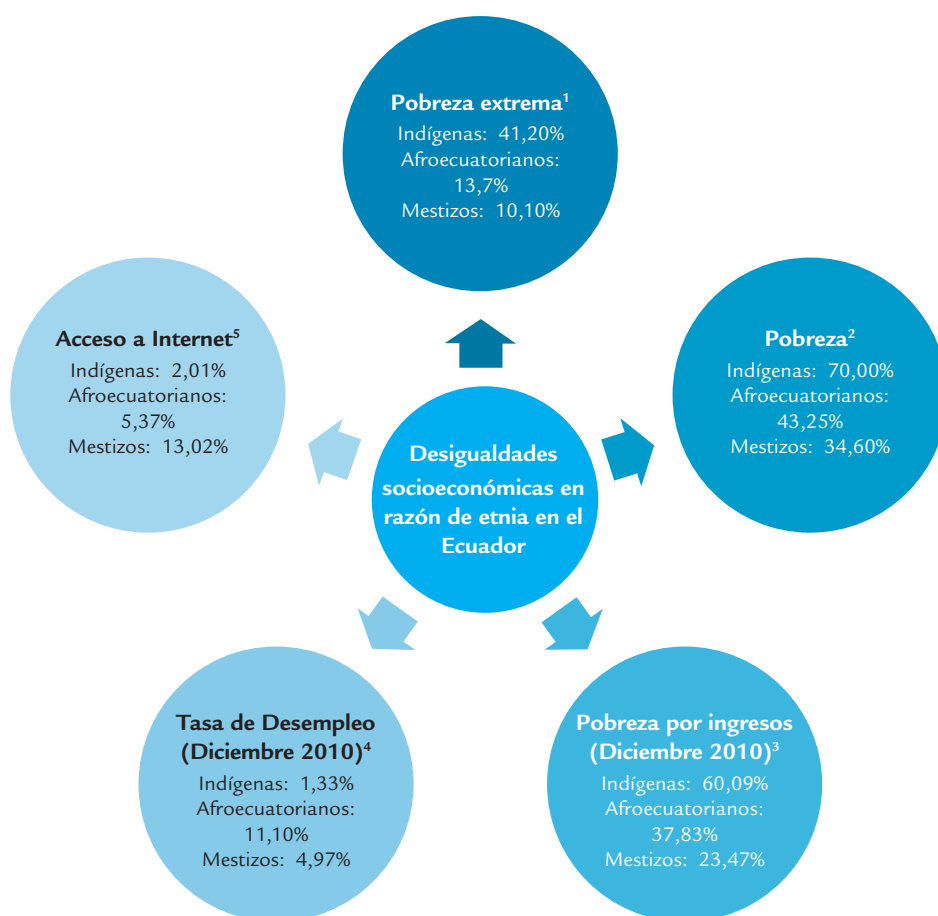 Pobreza extrema¹
Indígenas: 41,20%
Afroecuatorianos:
13,7%
Mestizos: 10,10%
Acceso a Internet⁵
Indígenas: 2,01%
Afroecuatorianos:
5,37%
Mestizos: 13,02%
Pobreza²
Indígenas: 70,00%
Afroecuatorianos:
43,25%
Mestizos: 34,60%
Desigualdades
socioeconómicas en
razón de etnia en el
Ecuador
Tasa de Desempleo
(Diciembre 2010)⁴
Indígenas: 1,33%
Afroecuatorianos:
11,10%
Mestizos: 4,97%
Pobreza por ingresos
(Diciembre 2010)³
Indígenas: 60,09%
Afroecuatorianos:
37,83%
Mestizos: 23,47%